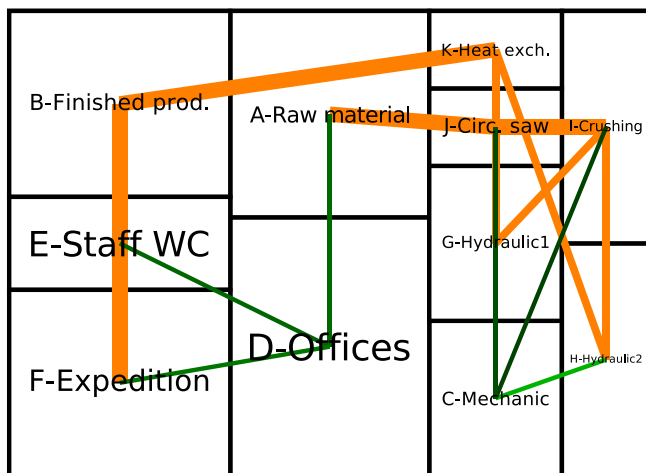 K-Heat exch.
B-Finished prod.
A-Raw material
J-Circ. saw
I-Crushing
E-Staff WC
G-Hydraulic1
D-Offices
H-Hydraulic2
F-Expedition
C-Mechanic